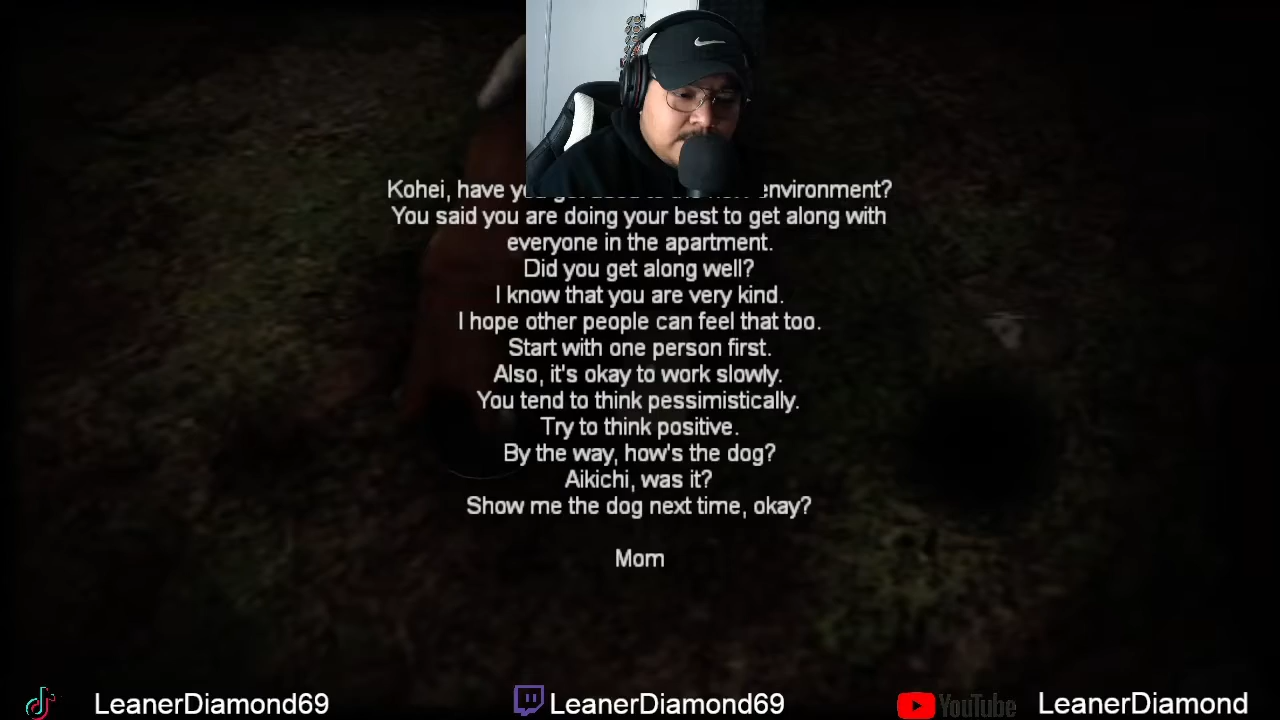 Kohei, have environment?
You said you are doing your best to get along with
everyone in the apartment.
Did you get along well?
I know that you are very kind.
I hope other people can feel that too.
Start with one person first.
Also, it's okay to work slowly.
You tend to think pessimistically.
Try to think positive.
By the way, how's the dog?
Aikichi, was it?
Show me the dog next time, okay?
Mom
LeanerDiamond69 LeanerDiamond69 YouTube LeanerDiamond